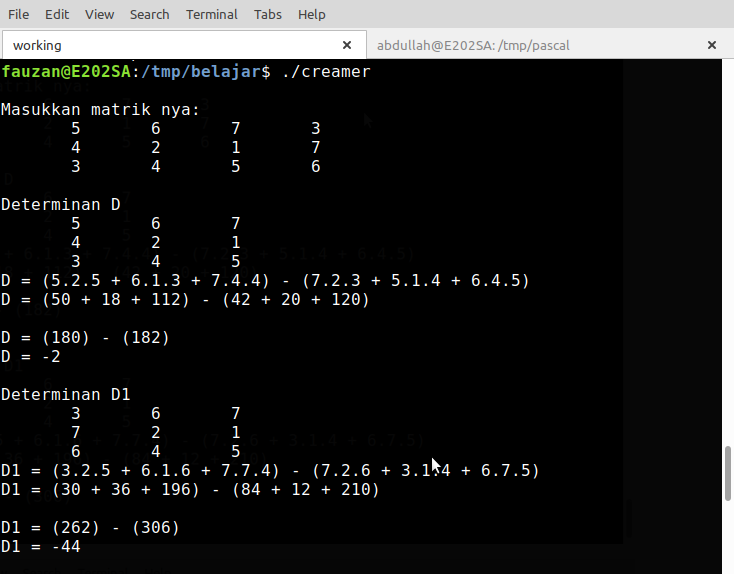 File Edit View Search Terminal Tabs Help
working × abdullah@E202SA: /tmp/pascal ×
fauzan@E202SA:/tmp/belajar$ ./creamer
Masukkan matrik nya:
5 6 7 3
4 2 1 7
3 4 5 6
Determinan D
5 6 7
4 2 1
3 4 5
D = (5.2.5 + 6.1.3 + 7.4.4) - (7.2.3 + 5.1.4 + 6.4.5)
D = (50 + 18 + 112) - (42 + 20 + 120)
D = (180) - (182)
D = -2
Determinan D1
3 6 7
7 2 1
6 4 5
D1 = (3.2.5 + 6.1.6 + 7.7.4) - (7.2.6 + 3.1.4 + 6.7.5)
D1 = (30 + 36 + 196) - (84 + 12 + 210)
D1 = (262) - (306)
D1 = -44